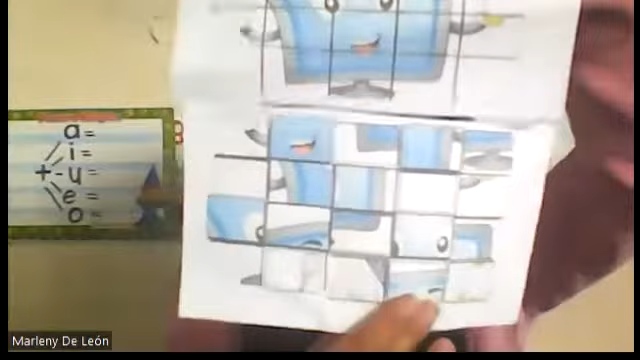 a=
i=
+-u=
e=
o=
Marleny De León